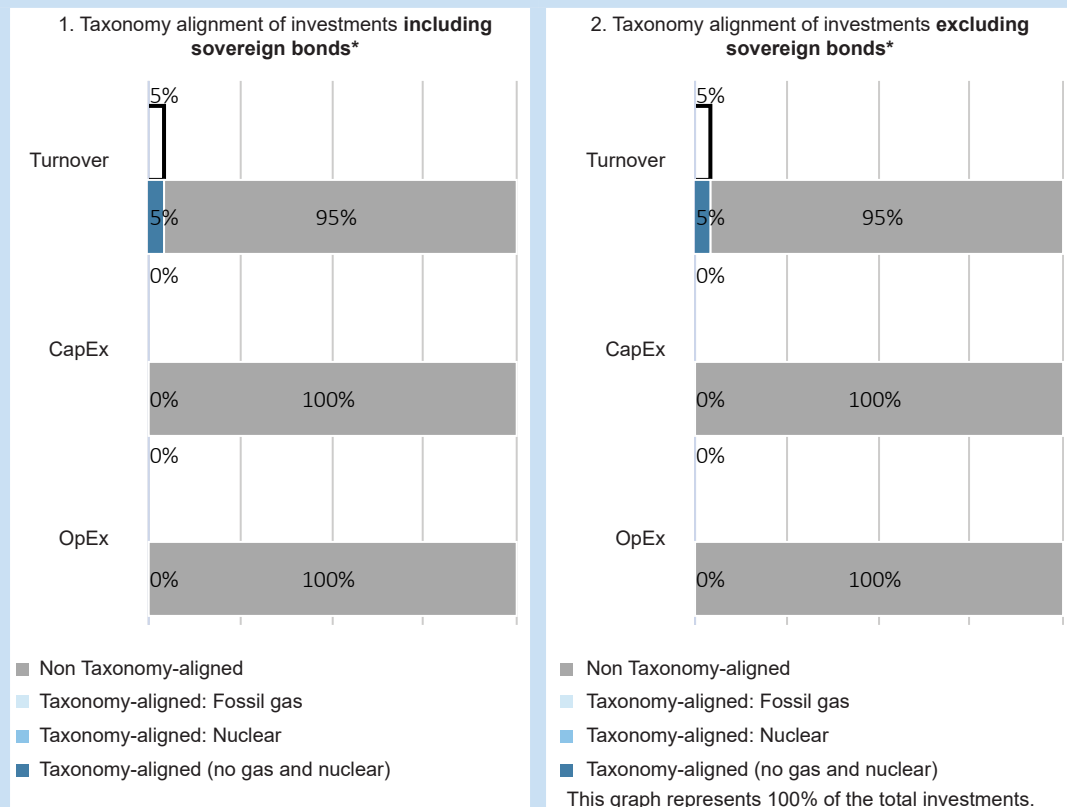 1. Taxonomy alignment of investments including
sovereign bonds*
5%
Turnover
5%
95%
0%
CapEx
0%
100%
0%
OpEx
0%
100%
Non Taxonomy-aligned
Taxonomy-aligned: Fossil gas
Taxonomy-aligned: Nuclear
Taxonomy-aligned (no gas and nuclear)
2. Taxonomy alignment of investments excluding
sovereign bonds*
5%
Turnover
5%
95%
0%
CapEx
0%
100%
0%
OpEx
0%
100%
Non Taxonomy-aligned
Taxonomy-aligned: Fossil gas
Taxonomy-aligned: Nuclear
Taxonomy-aligned (no gas and nuclear)
This graph represents 100% of the total investments.